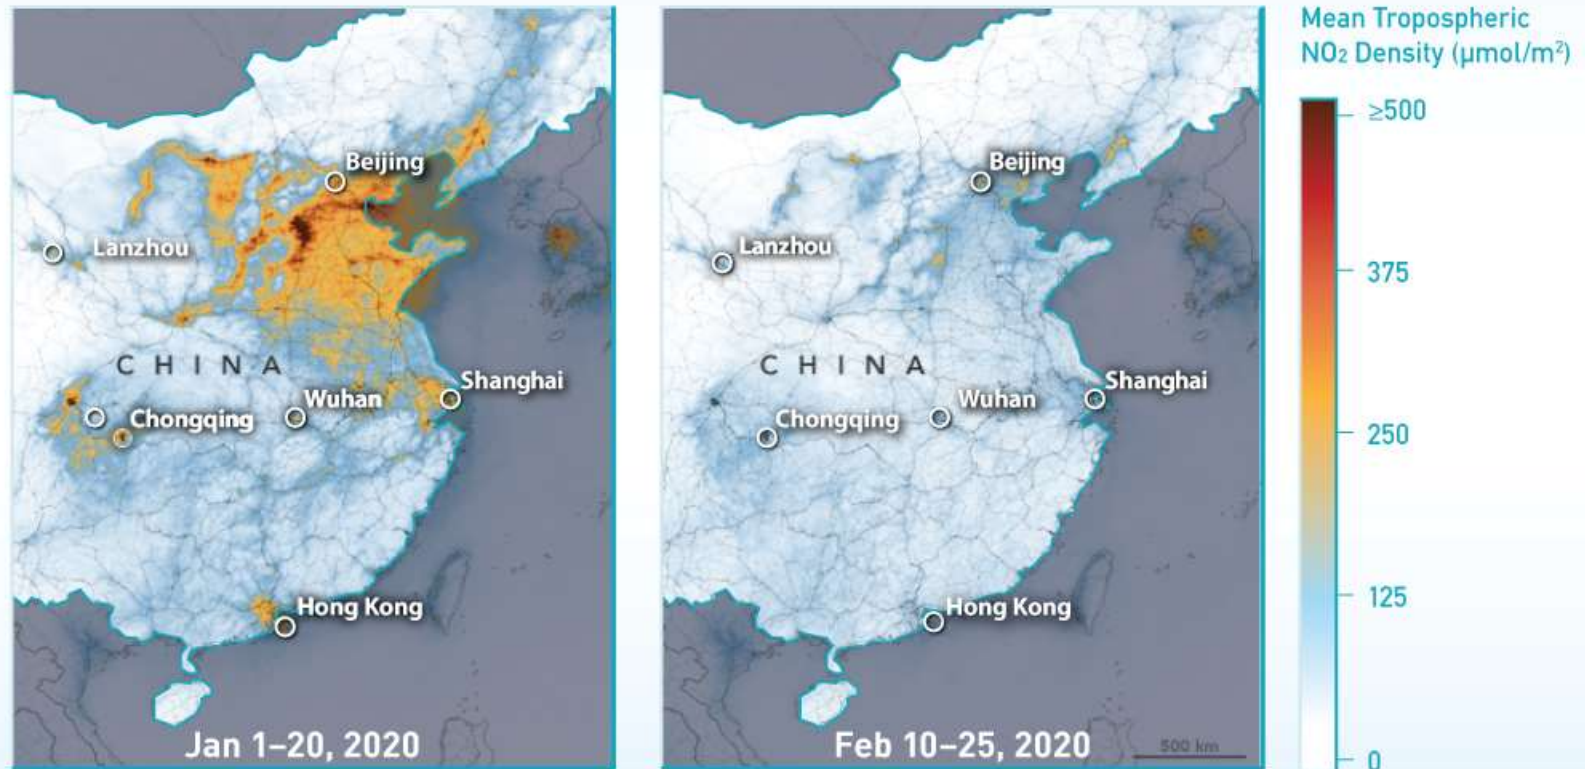 Beijing
Lanzhou
CHINA
Shanghai
Wuhan
Chongqing
Hong Kong
Jan 1–20, 2020
Beijing
Lanzhou
CHINA
Shanghai
Wuhan
Chongqing
Hong Kong
Feb 10–25, 2020
500 km
Mean Tropospheric
NO₂ Density (μmol/m²)
≥500
375
250
125
0